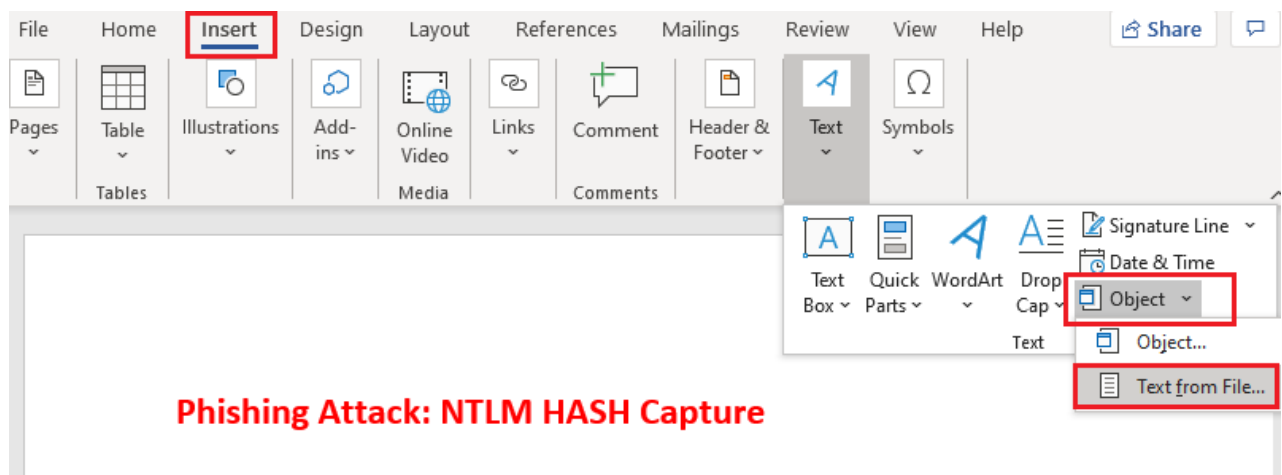 File Home Insert Design Layout References Mailings Review View Help Share
Pages Table Illustrations Add-ins Online Video Links Comment Header & Footer Text Symbols
Tables Media Comments
Text Box Quick Parts WordArt Drop Cap
Signature Line
Date & Time
Object
Text
Object...
Text from File...
Phishing Attack: NTLM HASH Capture